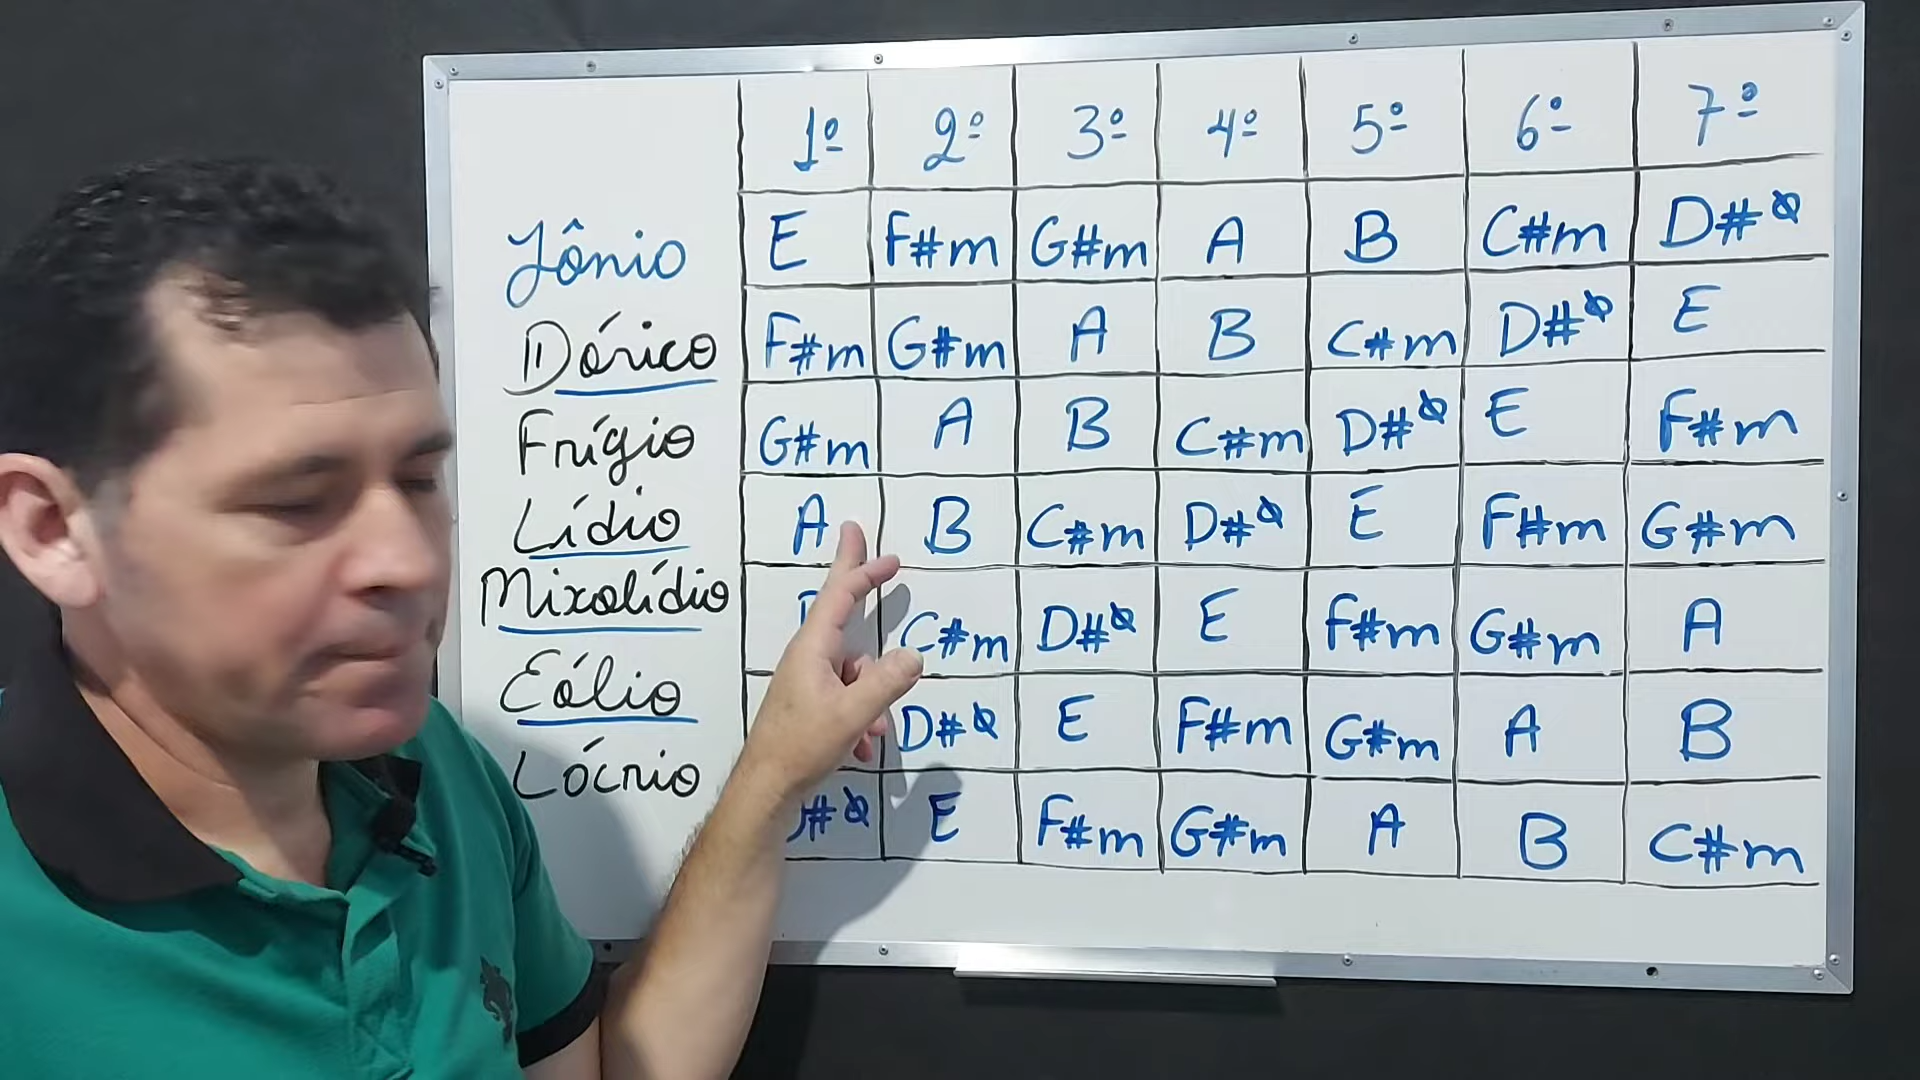 1º 2º 3º 4º 5º 6º 7º
Jônio E F#m G#m A B C#m D#ø
Dórico F#m G#m A B C#m D#ø E
Frígio G#m A B C#m D#ø E F#m
Lídio A B C#m D#ø E F#m G#m
Mixolídio C#m D#ø E F#m G#m A
Eólio D#ø E F#m G#m A B
Lócrio #ø E F#m G#m A B C#m